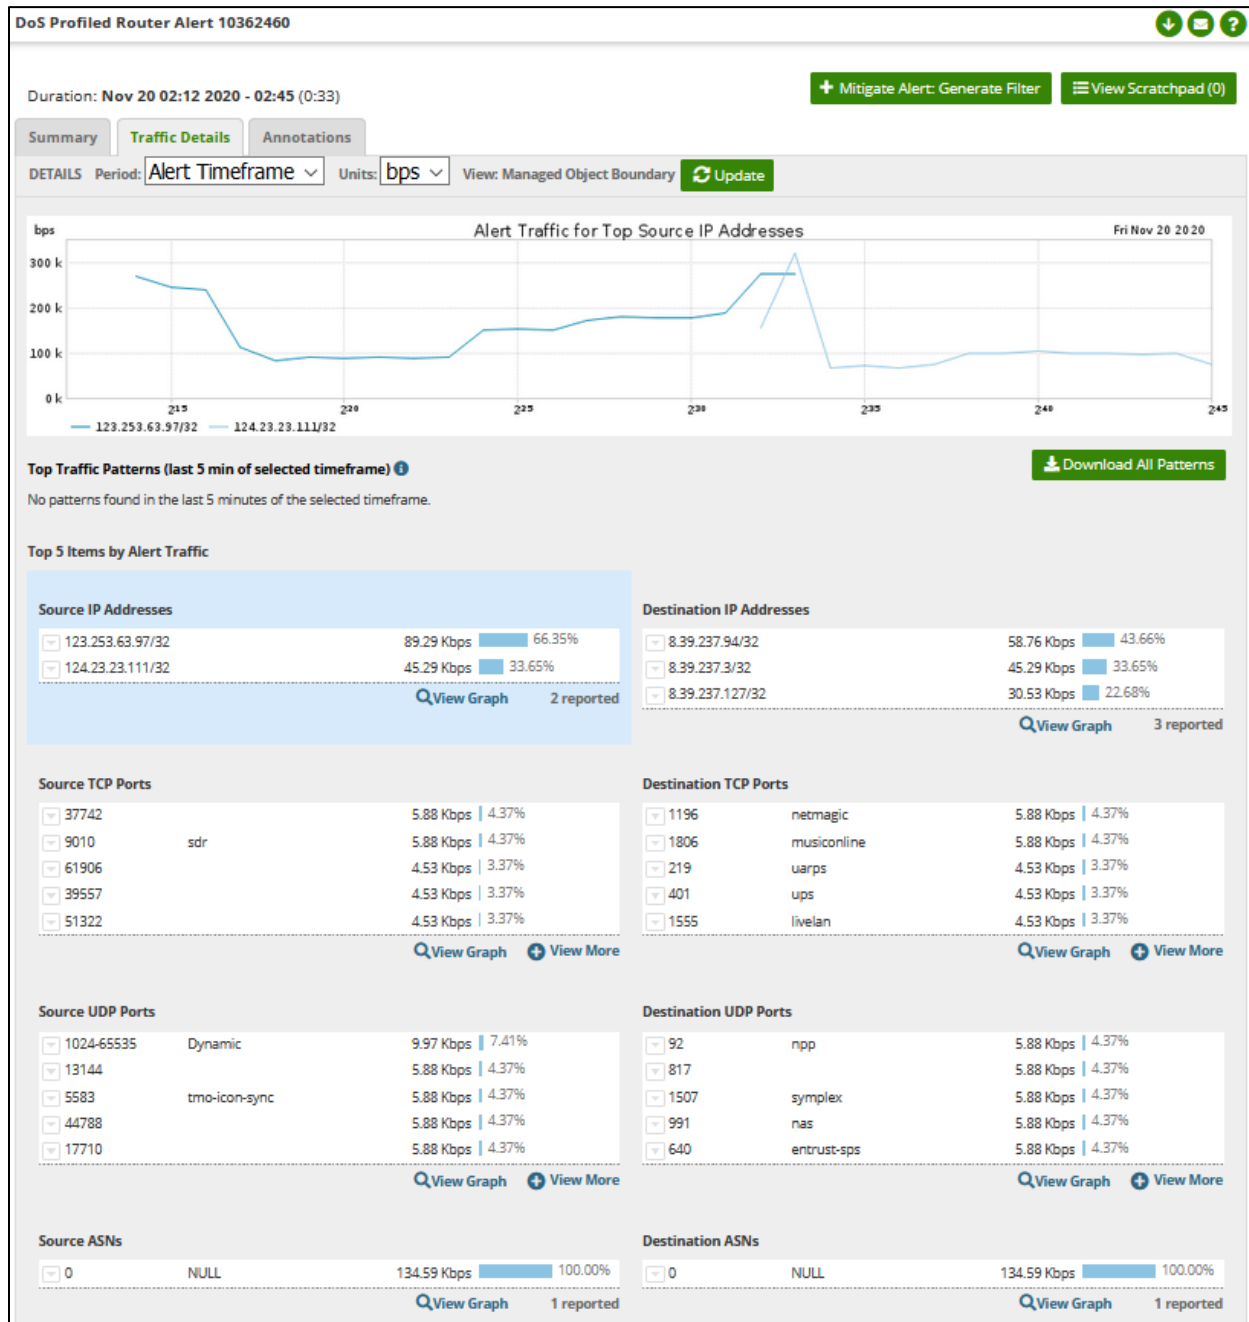 DoS Profiled Router Alert 10362460
Duration: Nov 20 02:12 2020 - 02:45 (0:33)
Mitigate Alert: Generate Filter
View Scratchpad (0)
Summary Traffic Details Annotations
DETAILS Period: Alert Timeframe Units: bps View: Managed Object Boundary Update
bps Alert Traffic for Top Source IP Addresses Fri Nov 20 2020
300 k
200 k
100 k
0 k
2:15 2:20 2:25 2:30 2:35 2:40 2:45
123.253.63.97/32 124.23.23.111/32
Top Traffic Patterns (last 5 min of selected timeframe)
Download All Patterns
No patterns found in the last 5 minutes of the selected timeframe.
Top 5 Items by Alert Traffic
Source IP Addresses
123.253.63.97/32 89.29 Kbps 66.35%
124.23.23.111/32 45.29 Kbps 33.65%
View Graph 2 reported
Destination IP Addresses
8.39.237.94/32 58.76 Kbps 43.66%
8.39.237.3/32 45.29 Kbps 33.65%
8.39.237.127/32 30.53 Kbps 22.68%
View Graph 3 reported
Source TCP Ports
37742 5.88 Kbps 4.37%
9010 sdr 5.88 Kbps 4.37%
61906 4.53 Kbps 3.37%
39557 4.53 Kbps 3.37%
51322 4.53 Kbps 3.37%
View Graph View More
Destination TCP Ports
1196 netmagic 5.88 Kbps 4.37%
1806 musiconline 5.88 Kbps 4.37%
219 uarps 4.53 Kbps 3.37%
401 ups 4.53 Kbps 3.37%
1555 livelan 4.53 Kbps 3.37%
View Graph View More
Source UDP Ports
1024-65535 Dynamic 9.97 Kbps 7.41%
13144 5.88 Kbps 4.37%
5583 tmo-icon-sync 5.88 Kbps 4.37%
44788 5.88 Kbps 4.37%
17710 5.88 Kbps 4.37%
View Graph View More
Destination UDP Ports
92 npp 5.88 Kbps 4.37%
817 5.88 Kbps 4.37%
1507 symplex 5.88 Kbps 4.37%
991 nas 5.88 Kbps 4.37%
640 entrust-sps 5.88 Kbps 4.37%
View Graph View More
Source ASNs
0 NULL 134.59 Kbps 100.00%
View Graph 1 reported
Destination ASNs
0 NULL 134.59 Kbps 100.00%
View Graph 1 reported